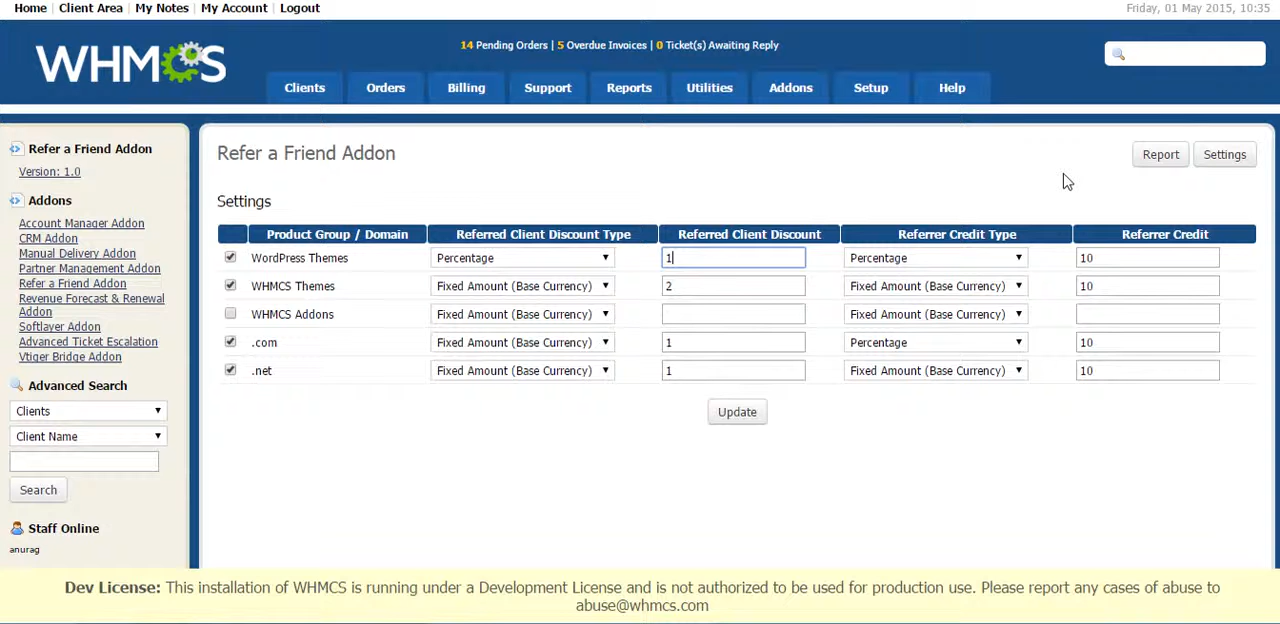 Home | Client Area | My Notes | My Account | Logout
Friday, 01 May 2015, 10:35
WHMCS
14 Pending Orders | 5 Overdue Invoices | 0 Ticket(s) Awaiting Reply
Clients Orders Billing Support Reports Utilities Addons Setup Help
Refer a Friend Addon
Version: 1.0
Addons
Account Manager Addon
CRM Addon
Manual Delivery Addon
Partner Management Addon
Refer a Friend Addon
Revenue Forecast & Renewal
Addon
Softlayer Addon
Advanced Ticket Escalation
Vtiger Bridge Addon
Advanced Search
Clients
Client Name
Search
Staff Online
anurag
Refer a Friend Addon
Report Settings
Settings
Product Group / Domain Referred Client Discount Type Referred Client Discount Referrer Credit Type Referrer Credit
WordPress Themes Percentage 1 Percentage 10
WHMCS Themes Fixed Amount (Base Currency) 2 Fixed Amount (Base Currency) 10
WHMCS Addons Fixed Amount (Base Currency) Fixed Amount (Base Currency)
.com Fixed Amount (Base Currency) 1 Percentage 10
.net Fixed Amount (Base Currency) 1 Fixed Amount (Base Currency) 10
Update
Dev License: This installation of WHMCS is running under a Development License and is not authorized to be used for production use. Please report any cases of abuse to
abuse@whmcs.com